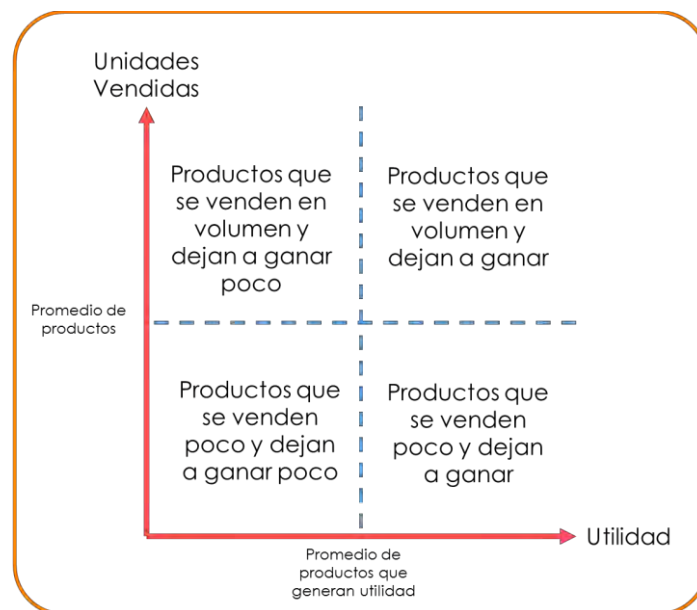 Unidades
Vendidas
Productos que
se venden en
volumen y
dejan a ganar
poco
Productos que
se venden en
volumen y
dejan a ganar
Promedio de
productos
Productos que
se venden
poco y dejan
a ganar poco
Productos que
se venden
poco y dejan
a ganar
Utilidad
Promedio de
productos que
generan utilidad